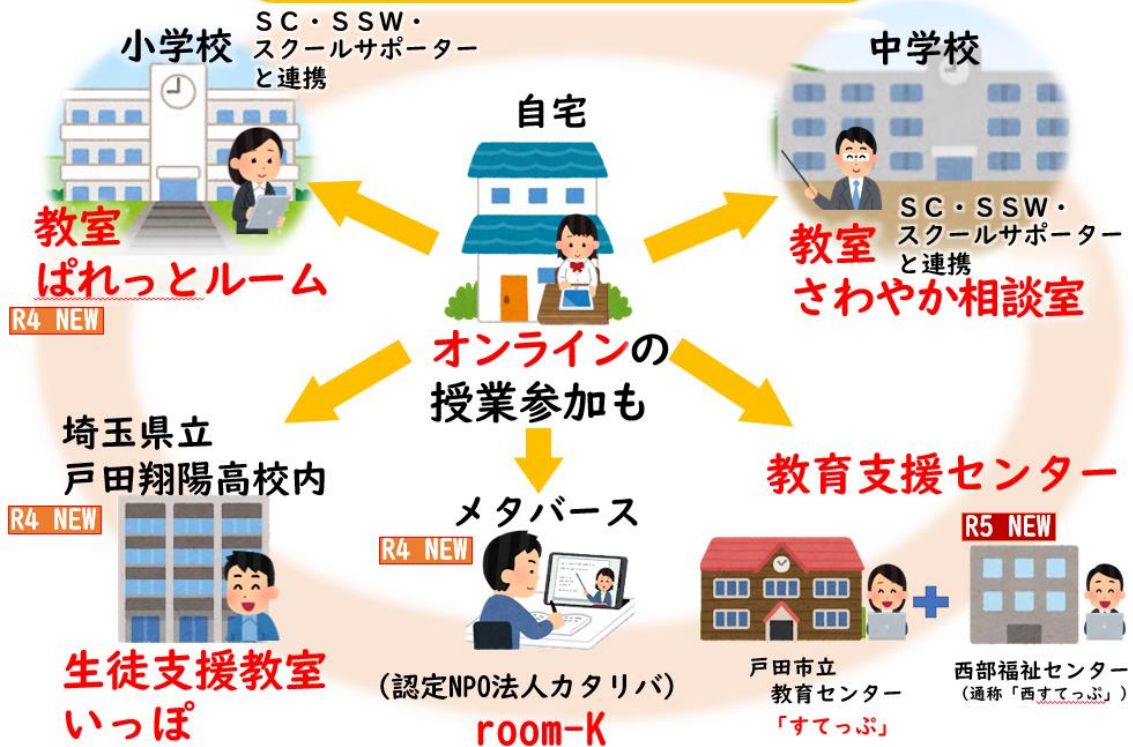 小学校
SC・SSW・
スクールサポーター
と連携
教室
ぱれっとルーム
R4 NEW
自宅
オンラインの
授業参加も
中学校
SC・SSW・
スクールサポーター
と連携
教室
さわやか相談室
埼玉県立
戸田翔陽高校内
R4 NEW
生徒支援教室
いっぽ
メタバース
R4 NEW
(認定NPO法人カタリバ)
room-K
教育支援センター
R5 NEW
戸田市立
教育センター
「すてっぷ」
西部福祉センター
(通称「西すてっぷ」)